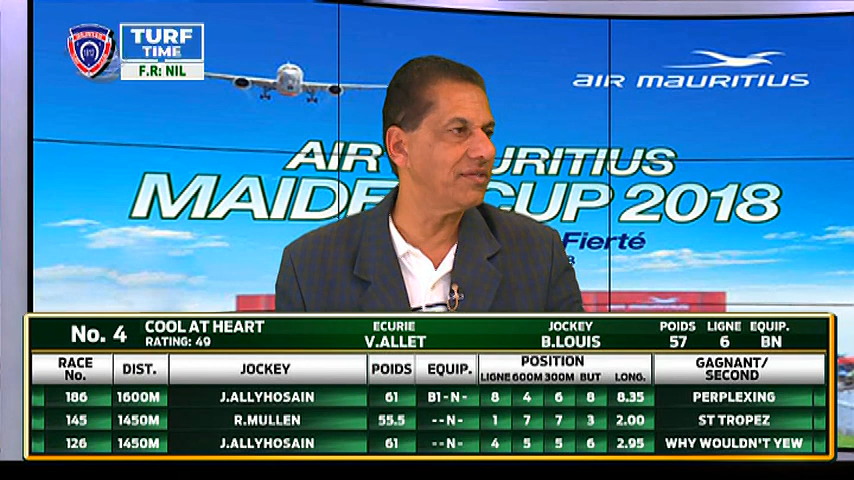 TURF
TIME
F.R: NIL
AIR MAURITIUS
AIR MAURITIUS
MAIDE CUP 2018
Fierté
No. 4 COOL AT HEART ECURIE JOCKEY POIDS LIGNE EQUIP.
RATING: 49 V.ALLET B.LOUIS 57 6 BN
RACE No. DIST. JOCKEY POIDS EQUIP. POSITION GAGNANT/ SECOND
LIGNE 600M 300M BUT LONG.
186 1600M J.ALLYHOSAIN 61 B1-N- 8 4 6 8 8.35 PERPLEXING
145 1450M R.MULLEN 55.5 --N- 1 7 7 3 2.00 ST TROPEZ
126 1450M J.ALLYHOSAIN 61 --N- 4 5 5 6 2.95 WHY WOULDN'T YEW